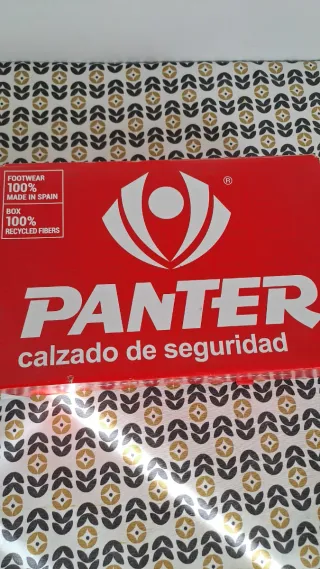 FOOTWEAR
100%
MADE IN SPAIN
BOX
100%
RECYCLED FIBERS
®
PANTER
calzado de seguridad